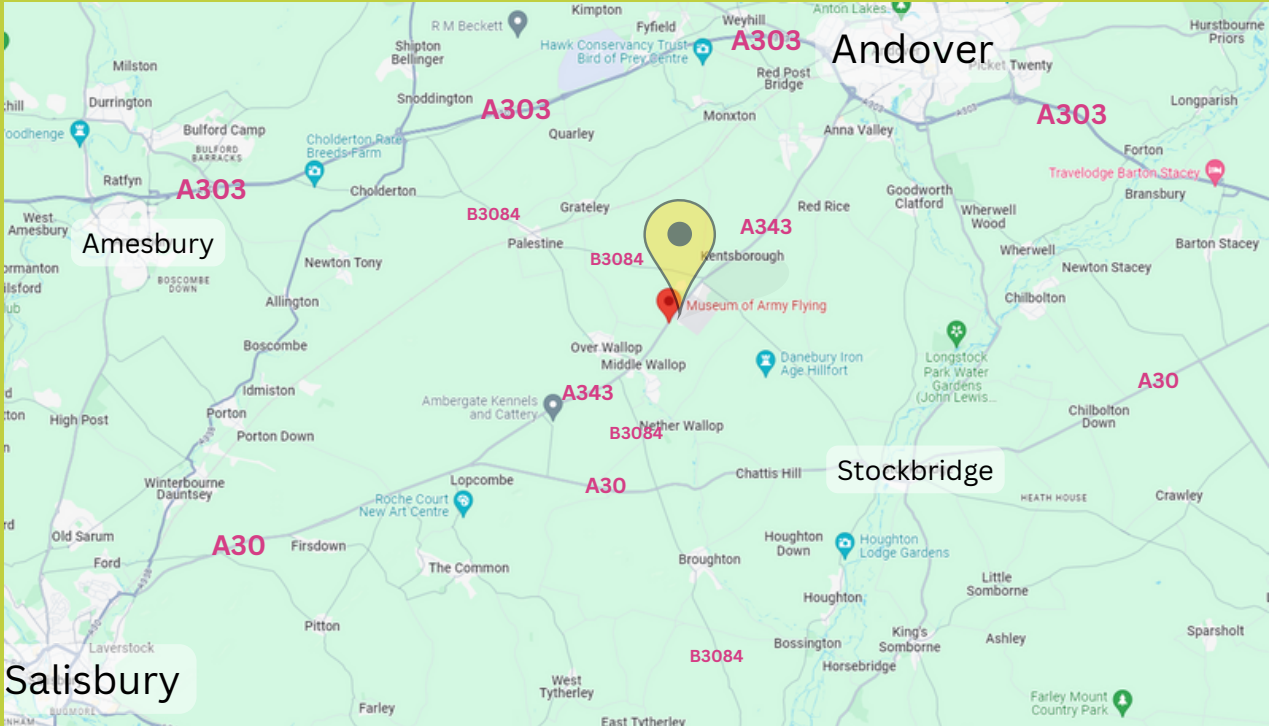 Kimpton
Anton Lakes
R M Beckett
Fyfield
Weyhill
Hurstbourne
Priors
A303
Andover
Shipton
Bellinger
Hawk Conservancy Trust
Bird of Prey Centre
Milston
Picket Twenty
Red Post
Bridge
Durrington
Snoddington
A303
Longparish
A303
A303
A303
Monxton
Bulford Camp
Quarley
Anna Valley
Cholderton Rare
Breeds Farm
BULFORD
BARRACKS
Forton
Travelodge Barton Stacey
Ratfyn
A303
Cholderton
Goodworth
Clatford
Bransbury
West
Amesbury
B3084
Grateley
Red Rice
Wherwell
Wood
Amesbury
Palestine
A343
Barton Stacey
Wherwell
Newton Tony
B3084
Kentsborough
Newton Stacey
BOSCOMBE
DOWN
Allington
Museum of Army Flying
Chilbolton
Boscombe
Over Wallop
Middle Wallop
Danebury Iron
Age Hillfort
Longstock
Park Water
Gardens
(John Lewis...
A30
Idmiston
A343
Ambergate Kennels
and Cattery
High Post
Porton
Chilbolton
Down
Porton Down
A338
B3084
Nether Wallop
Stockbridge
Chattis Hill
Winterbourne
Dauntsey
Lopcombe
A30
Roche Court
New Art Centre
HEATH HOUSE
Crawley
Old Sarum
A30
Firsdown
Houghton
Down
Houghton
Lodge Gardens
Ford
The Common
Broughton
A338
Little
Somborne
Houghton
Pitton
A30
Laverstock
Bossington
King's
Somborne
Ashley
Sparsholt
B3084
Horsebridge
Salisbury
West
Tytherley
Farley Mount
Country Park
Farley
BUGMORE
East Tytherley